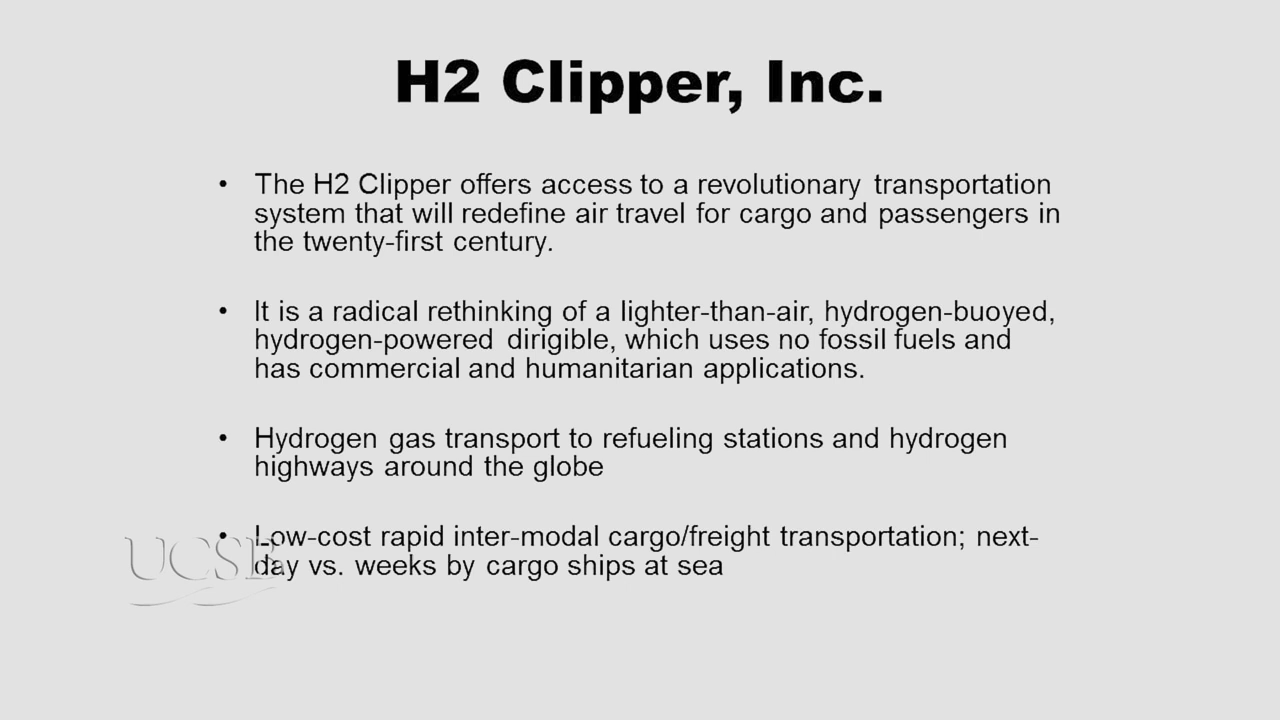 H2 Clipper, Inc.
• The H2 Clipper offers access to a revolutionary transportation
system that will redefine air travel for cargo and passengers in
the twenty-first century.
• It is a radical rethinking of a lighter-than-air, hydrogen-buoyed,
hydrogen-powered dirigible, which uses no fossil fuels and
has commercial and humanitarian applications.
• Hydrogen gas transport to refueling stations and hydrogen
highways around the globe
• Low-cost rapid inter-modal cargo/freight transportation; next-
day vs. weeks by cargo ships at sea
UCSB